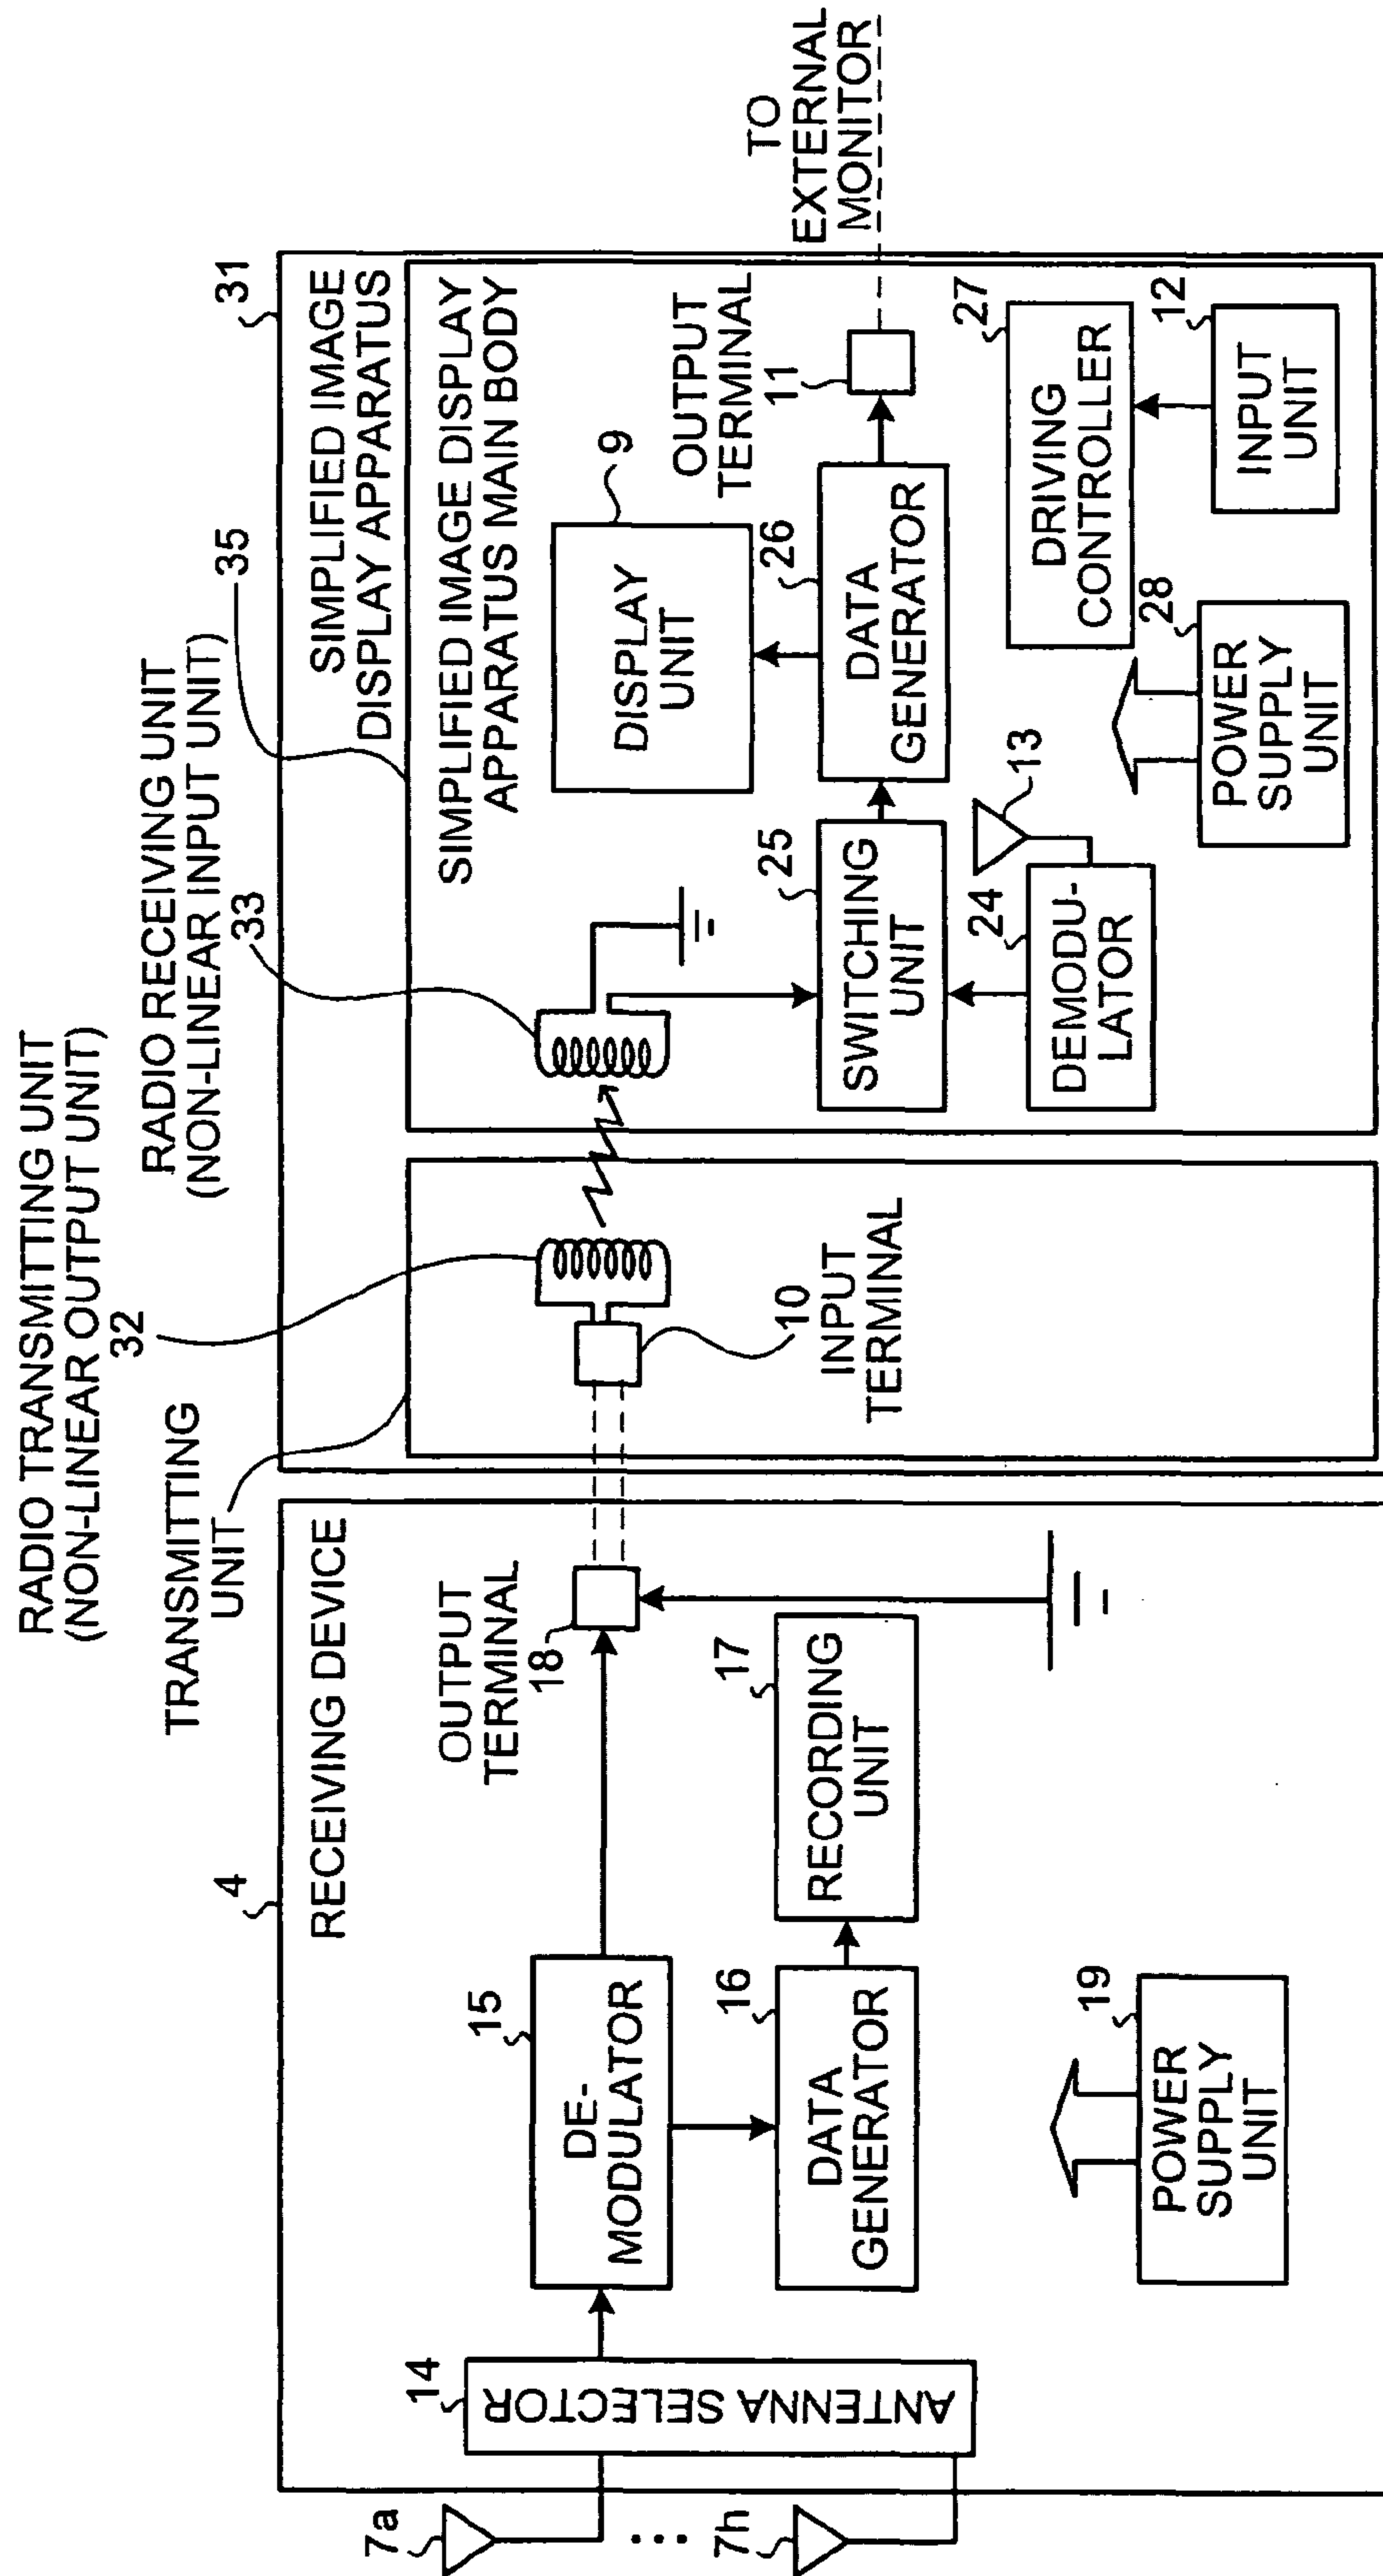 RADIO TRANSMITTING UNIT
(NON-LINEAR OUTPUT UNIT)
32
TRANSMITTING
UNIT
RADIO RECEIVING UNIT
(NON-LINEAR INPUT UNIT)
33
35
31
4
RECEIVING DEVICE
7a
...
7h
14
ANTENNA SELECTOR
15
DE-
MODULATOR
16
DATA
GENERATOR
17
RECORDING
UNIT
OUTPUT
TERMINAL
18
19
POWER
SUPPLY
UNIT
10
INPUT
TERMINAL
SIMPLIFIED IMAGE
DISPLAY APPARATUS
SIMPLIFIED IMAGE DISPLAY
APPARATUS MAIN BODY
9
DISPLAY
UNIT
25
SWITCHING
UNIT
26
DATA
GENERATOR
OUTPUT
TERMINAL
11
TO
EXTERNAL
MONITOR
24
DEMODU-
LATOR
13
27
DRIVING
CONTROLLER
28
POWER
SUPPLY
UNIT
12
INPUT
UNIT